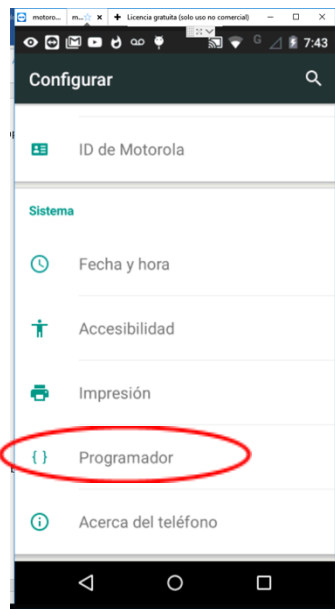 motoro...
m...
Licencia gratuita (solo uso no comercial)
G
7:43
Configurar
ID de Motorola
Sistema
Fecha y hora
Accesibilidad
Impresión
{ } Programador
Acerca del teléfono